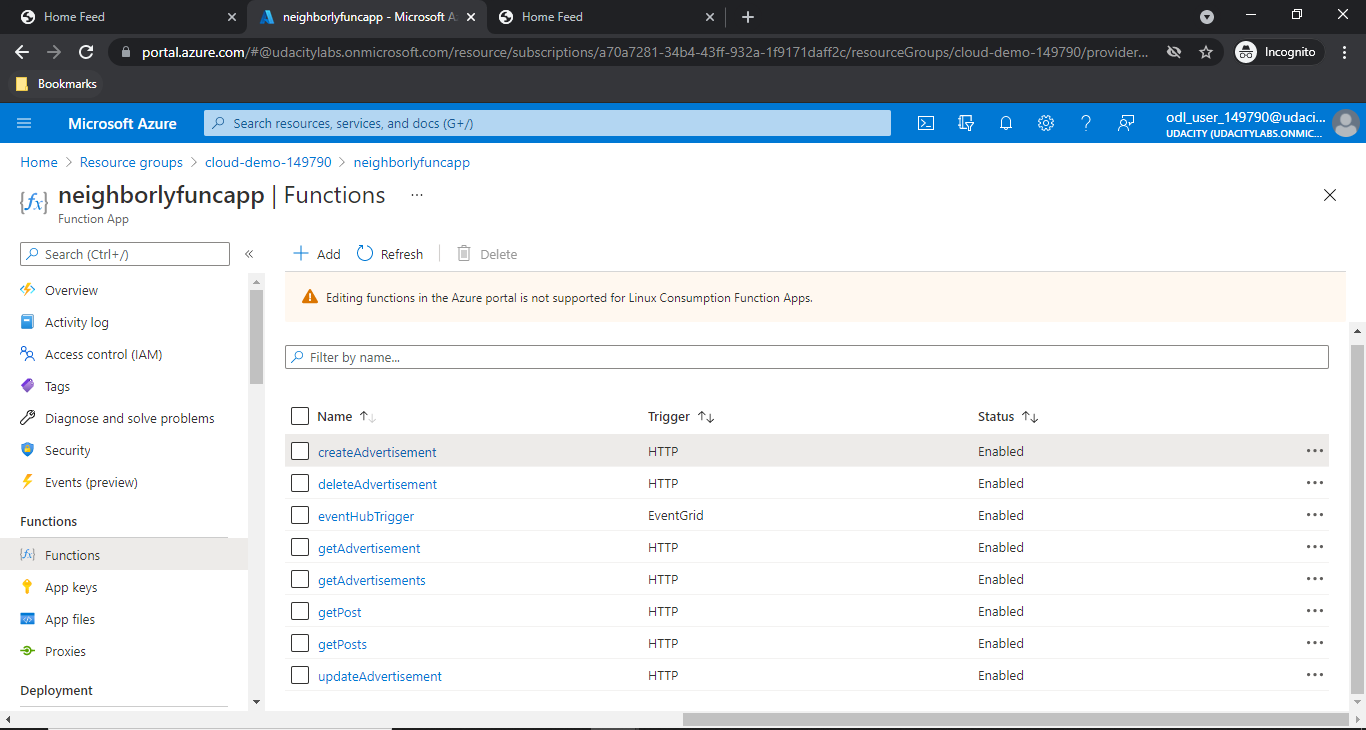 Home Feed
neighborlyfuncapp - Microsoft A
Home Feed
portal.azure.com/#@udacitylabs.onmicrosoft.com/resource/subscriptions/a70a7281-34b4-43ff-932a-1f9171daff2c/resourceGroups/cloud-demo-149790/provider...
Incognito
Bookmarks
Microsoft Azure
Search resources, services, and docs (G+/)
odl_user_149790@udaci...
UDACITY (UDACITYLABS.ONMIC...
Home > Resource groups > cloud-demo-149790 > neighborlyfuncapp
{fx}
neighborlyfuncapp | Functions ...
Function App
Search (Ctrl+/)
«
Overview
Activity log
Access control (IAM)
Tags
Diagnose and solve problems
Security
Events (preview)
Functions
Functions
App keys
App files
Proxies
Deployment
+ Add Refresh Delete
Editing functions in the Azure portal is not supported for Linux Consumption Function Apps.
Filter by name...
Name ↑↓ Trigger ↑↓ Status ↑↓
createAdvertisement HTTP Enabled ...
deleteAdvertisement HTTP Enabled ...
eventHubTrigger EventGrid Enabled ...
getAdvertisement HTTP Enabled ...
getAdvertisements HTTP Enabled ...
getPost HTTP Enabled ...
getPosts HTTP Enabled ...
updateAdvertisement HTTP Enabled ...